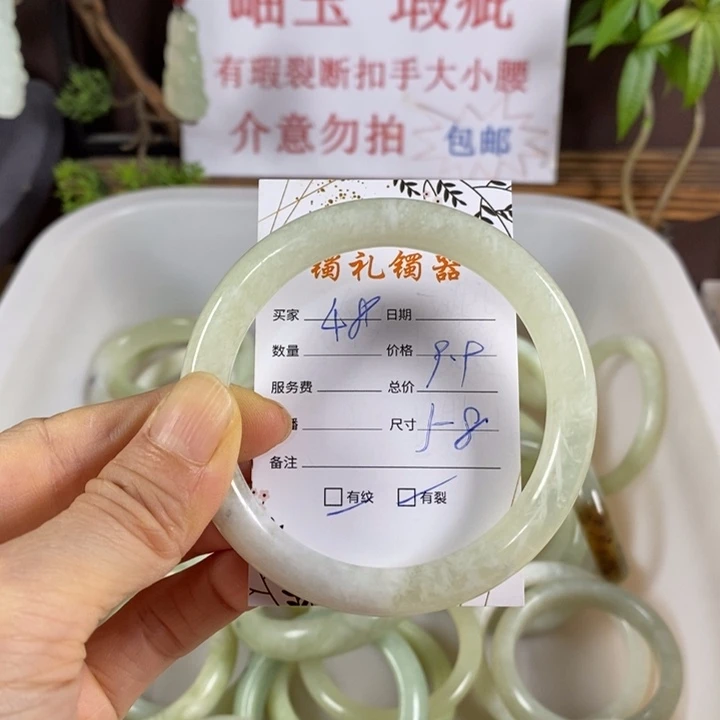 岫玉 瑕疵
有瑕裂断扣手大小腰
介意勿拍 包邮
镯礼镯器
买家 48 日期
数量 价格 9.9
服务费 总价
播 尺寸 58
备注
有纹 有裂